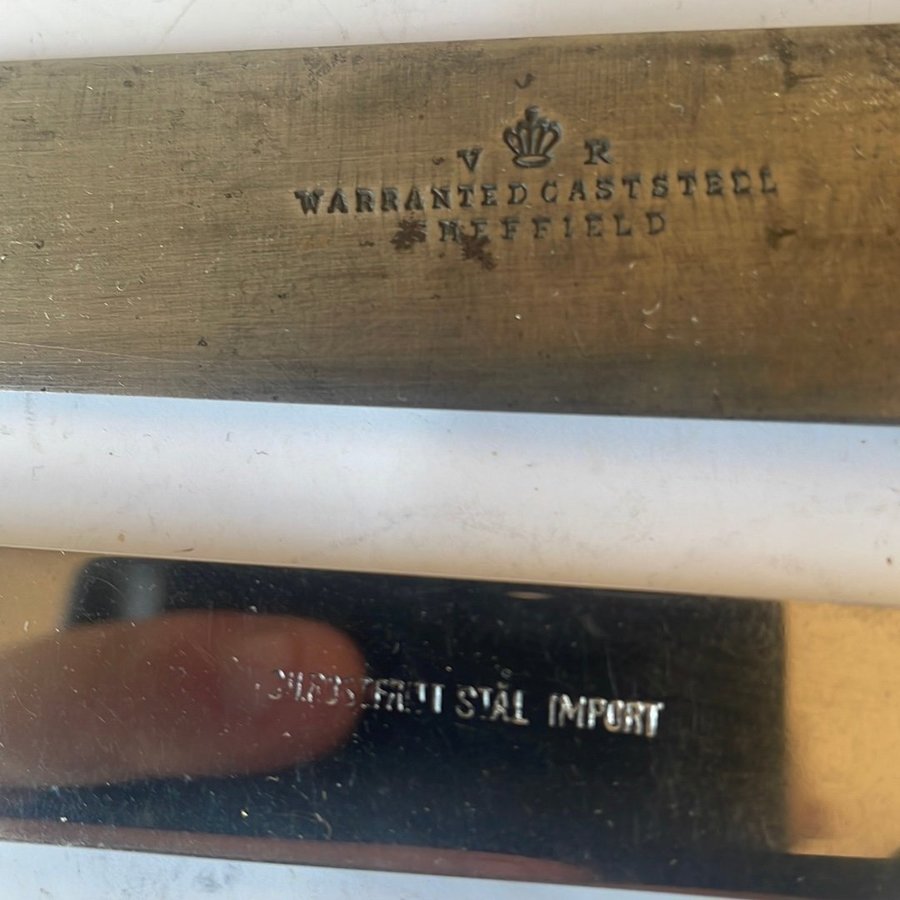 V R
WARRANTED CAST STEEL
SHEFFIELD
STÅL IMPORT